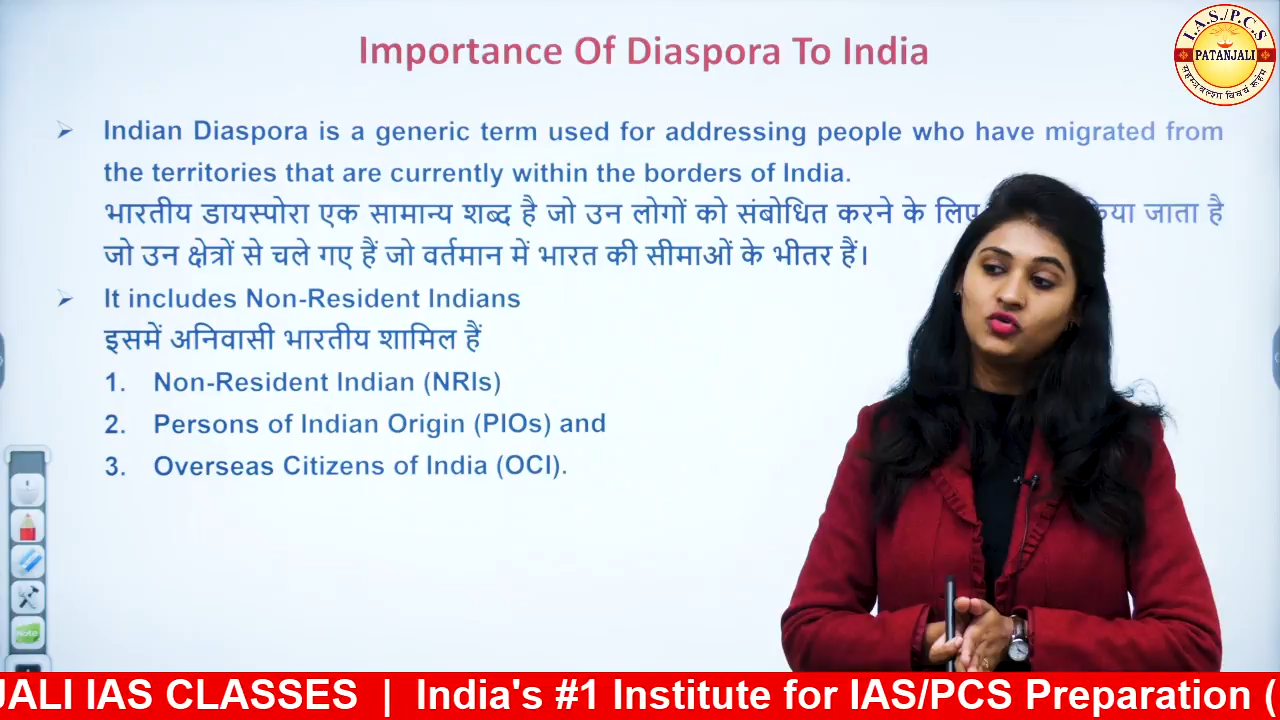 Importance Of Diaspora To India
I.A.S./P.C.S
PATANJALI
Indian Diaspora is a generic term used for addressing people who have migrated from
the territories that are currently within the borders of India.
भारतीय डायस्पोरा एक सामान्य शब्द है जो उन लोगों को संबोधित करने के लिए किया जाता है
जो उन क्षेत्रों से चले गए हैं जो वर्तमान में भारत की सीमाओं के भीतर हैं।
It includes Non-Resident Indians
इसमें अनिवासी भारतीय शामिल हैं
1. Non-Resident Indian (NRIs)
2. Persons of Indian Origin (PIOs) and
3. Overseas Citizens of India (OCI).
Note
JALI IAS CLASSES | India's #1 Institute for IAS/PCS Preparation (